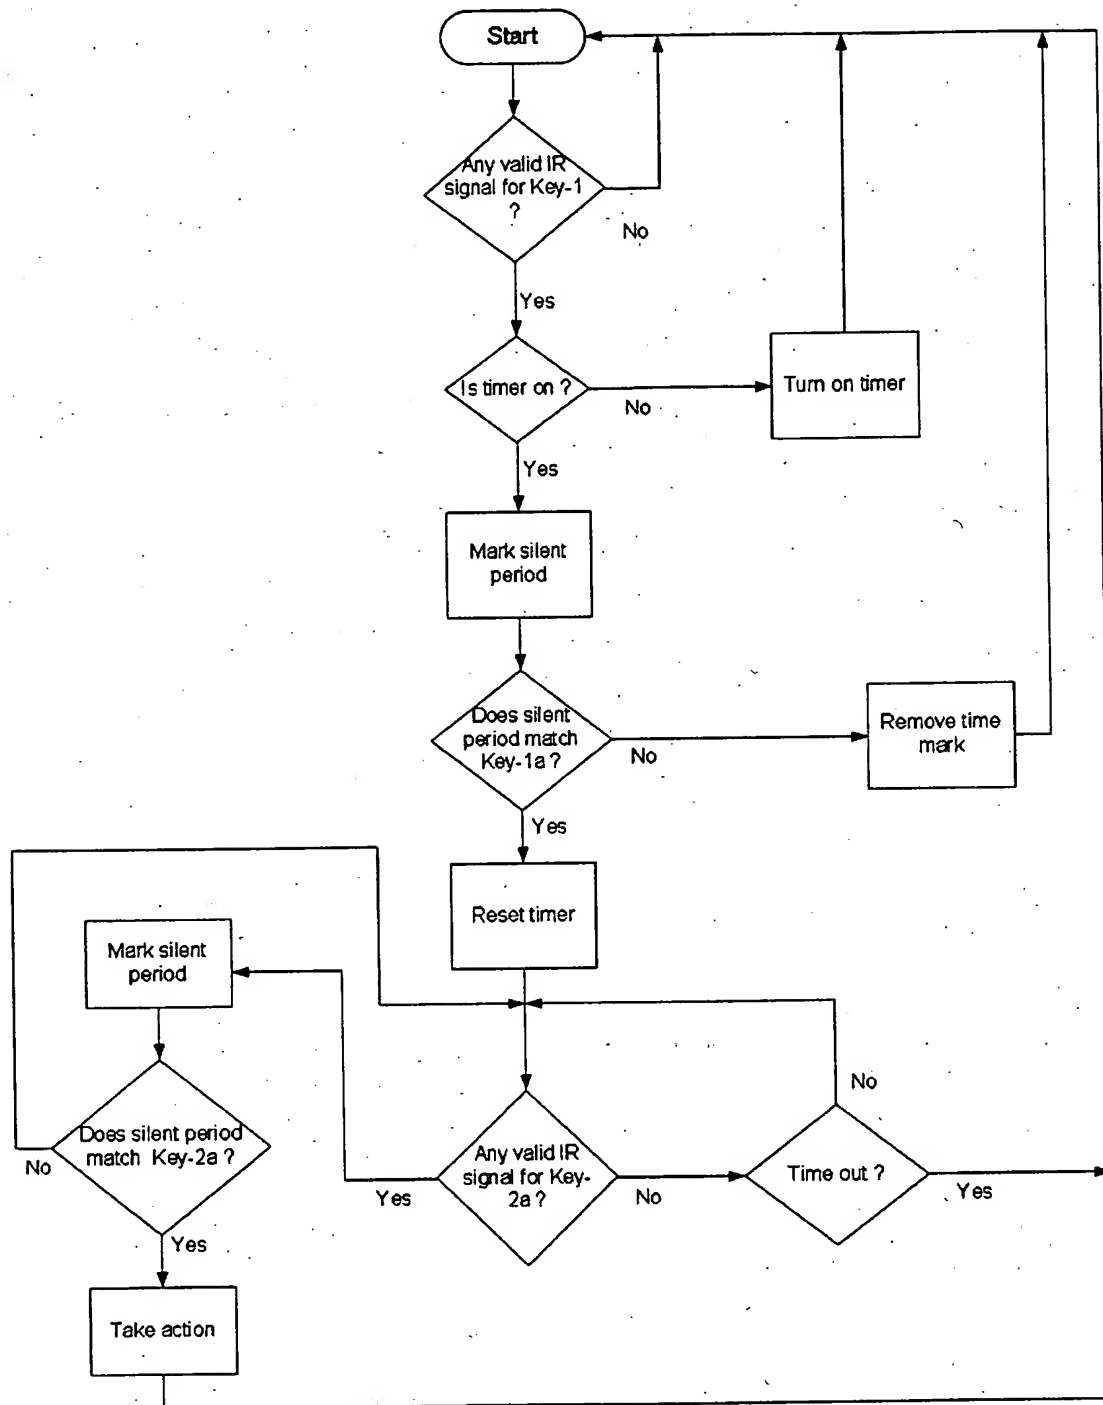 Start
Any valid IR
signal for Key-1
?
No
Yes
Is timer on ?
No
Turn on timer
Yes
Mark silent
period
Does silent
period match
Key-1a ?
No
Remove time
mark
Yes
Reset timer
Mark silent
period
No
Does silent period
match Key-2a ?
No
Any valid IR
signal for Key-
2a ?
Yes
No
Time out ?
Yes
Yes
Take action